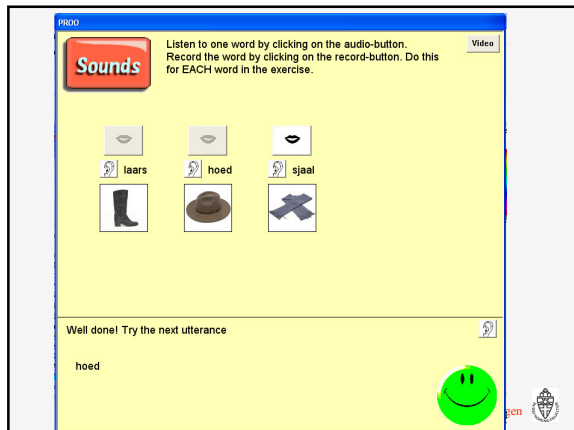 PROO
Sounds
Listen to one word by clicking on the audio-button.
Record the word by clicking on the record-button. Do this
for EACH word in the exercise.
Video
laars hoed sjaal
Well done! Try the next utterance
hoed
gen